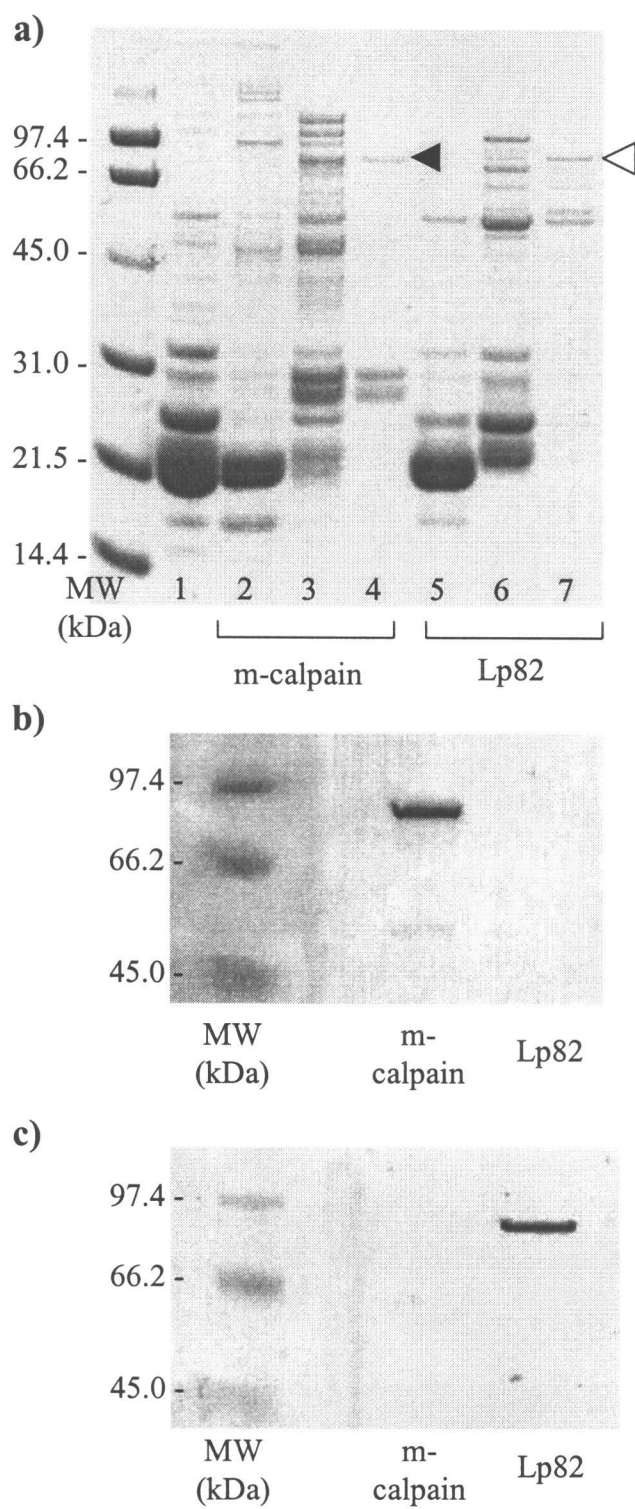 a)
97.4 -
66.2 -
45.0 -
31.0 -
21.5 -
14.4 -
MW 1 2 3 4 5 6 7
(kDa)
m-calpain Lp82
b)
97.4 -
66.2 -
45.0 -
MW m- Lp82
(kDa) calpain
c)
97.4 -
66.2 -
45.0 -
MW m- Lp82
(kDa) calpain